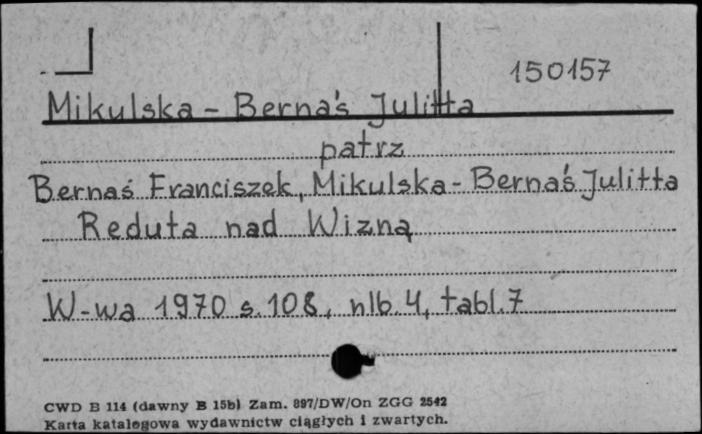 150157
Mikulska - Bernaś Julitta
patrz
Bernaś Franciszek, Mikulska - Bernaś Julitta
Reduta nad Wizną
W-wa 1970 s. 108, nlb. 4, tabl. 7
CWD B 114 (dawny B 15b) Zam. 897/DW/On ZGG 2542
Karta katalogowa wydawnictw ciągłych i zwartych.